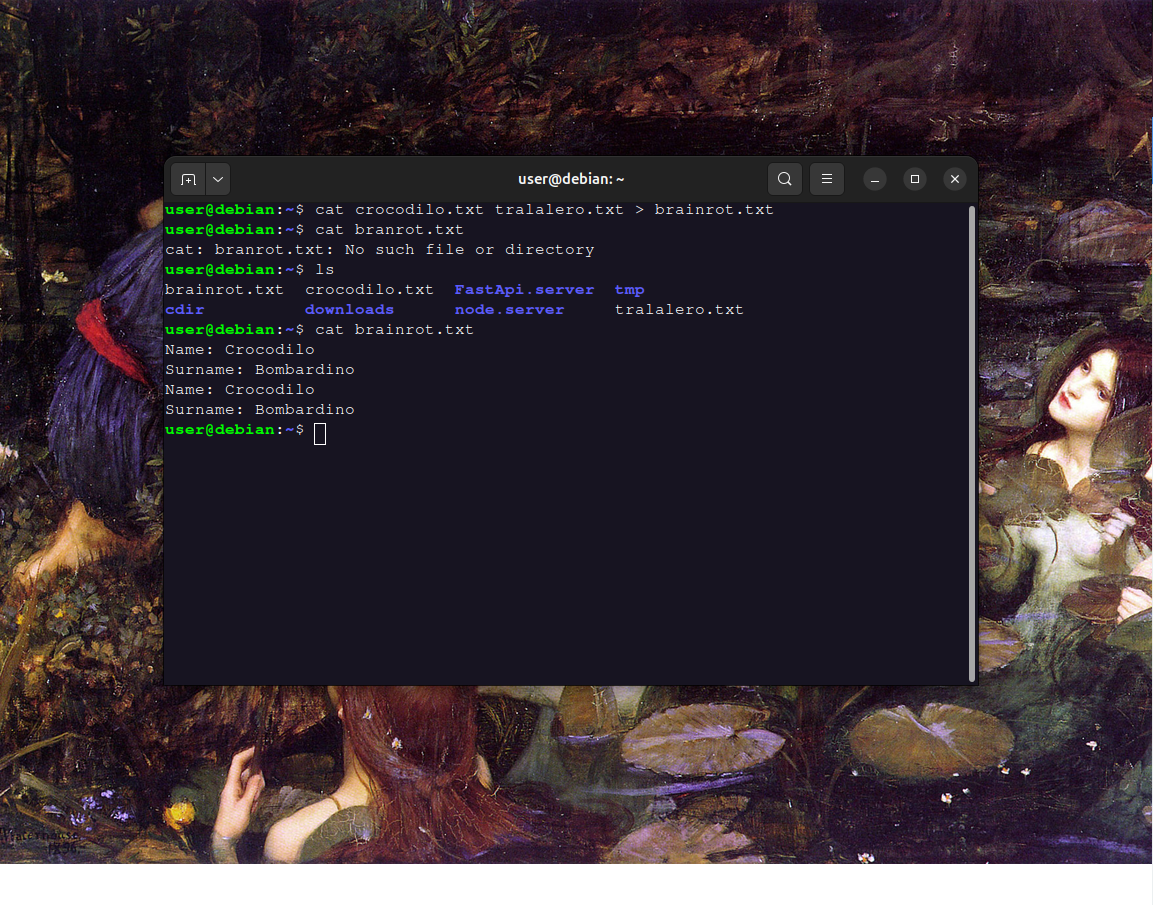 user@debian: ~
user@debian:~$ cat crocodilo.txt tralalero.txt > brainrot.txt
user@debian:~$ cat branrot.txt
cat: branrot.txt: No such file or directory
user@debian:~$ ls
brainrot.txt crocodilo.txt FastApi.server tmp
cdir downloads node.server tralalero.txt
user@debian:~$ cat brainrot.txt
Name: Crocodilo
Surname: Bombardino
Name: Crocodilo
Surname: Bombardino
user@debian:~$